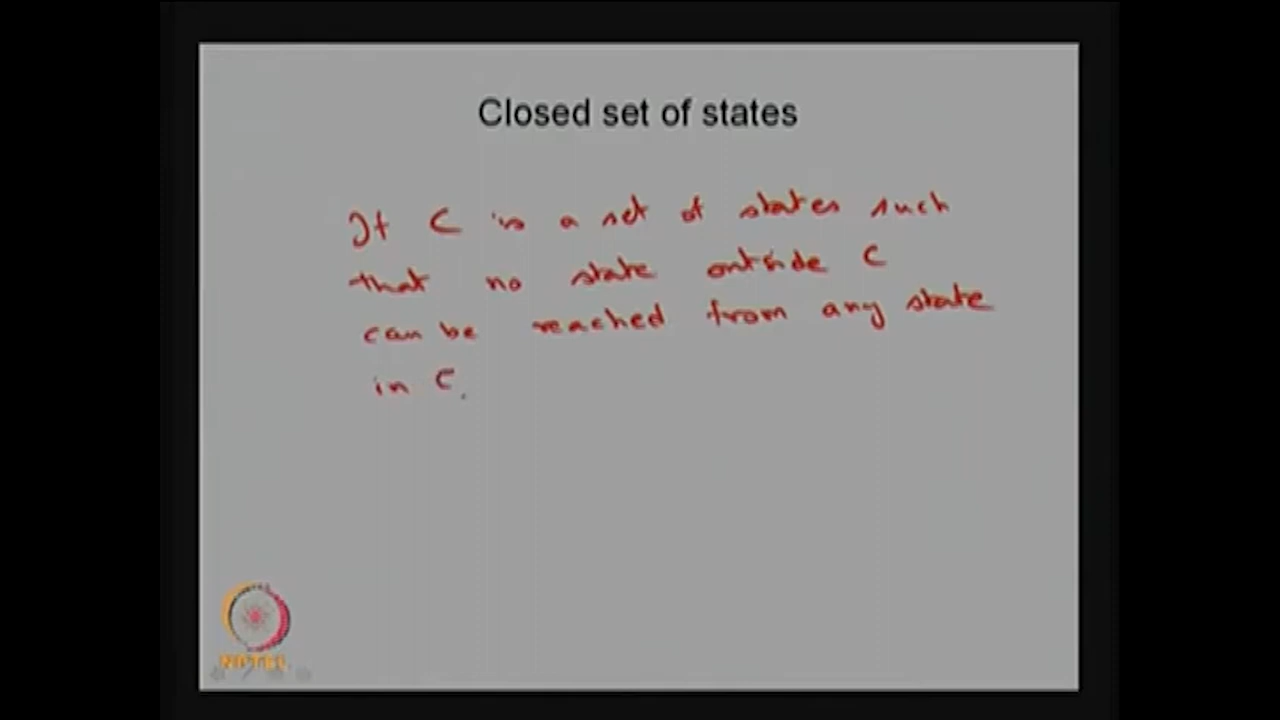 Closed set of states
If C is a set of states such
that no state outside C
can be reached from any state
in C.
NPTEL